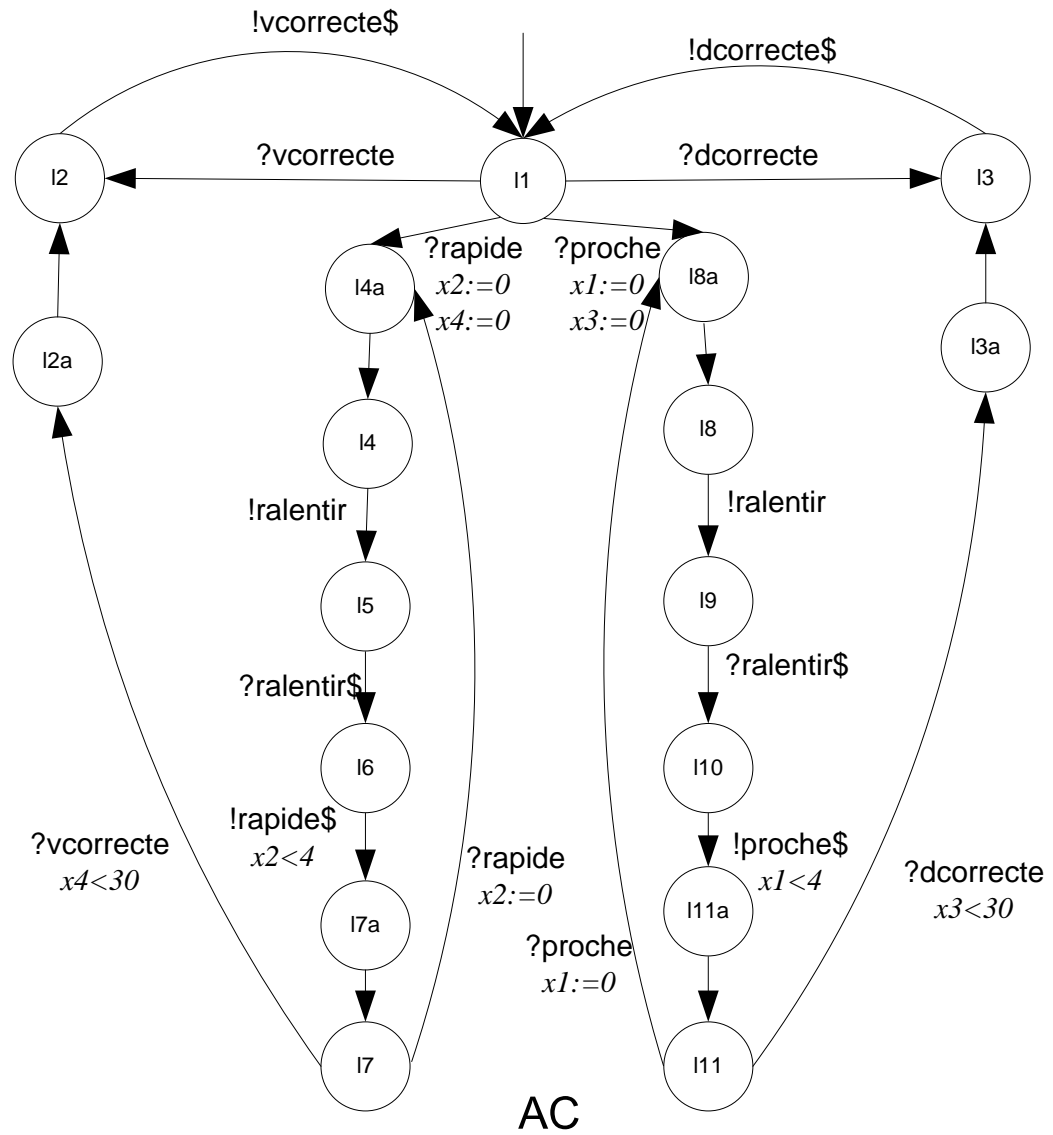 !vcorrecte$
!dcorrecte$
?vcorrecte
?dcorrecte
l2
l1
l3
?rapide
x2:=0
x4:=0
?proche
x1:=0
x3:=0
l4a
l8a
l2a
l3a
l4
l8
!ralentir
!ralentir
l5
l9
?ralentir$
?ralentir$
l6
l10
!rapide$
x2<4
!proche$
x1<4
?vcorrecte
x4<30
?rapide
x2:=0
?dcorrecte
x3<30
l7a
l11a
?proche
x1:=0
l7
l11
AC